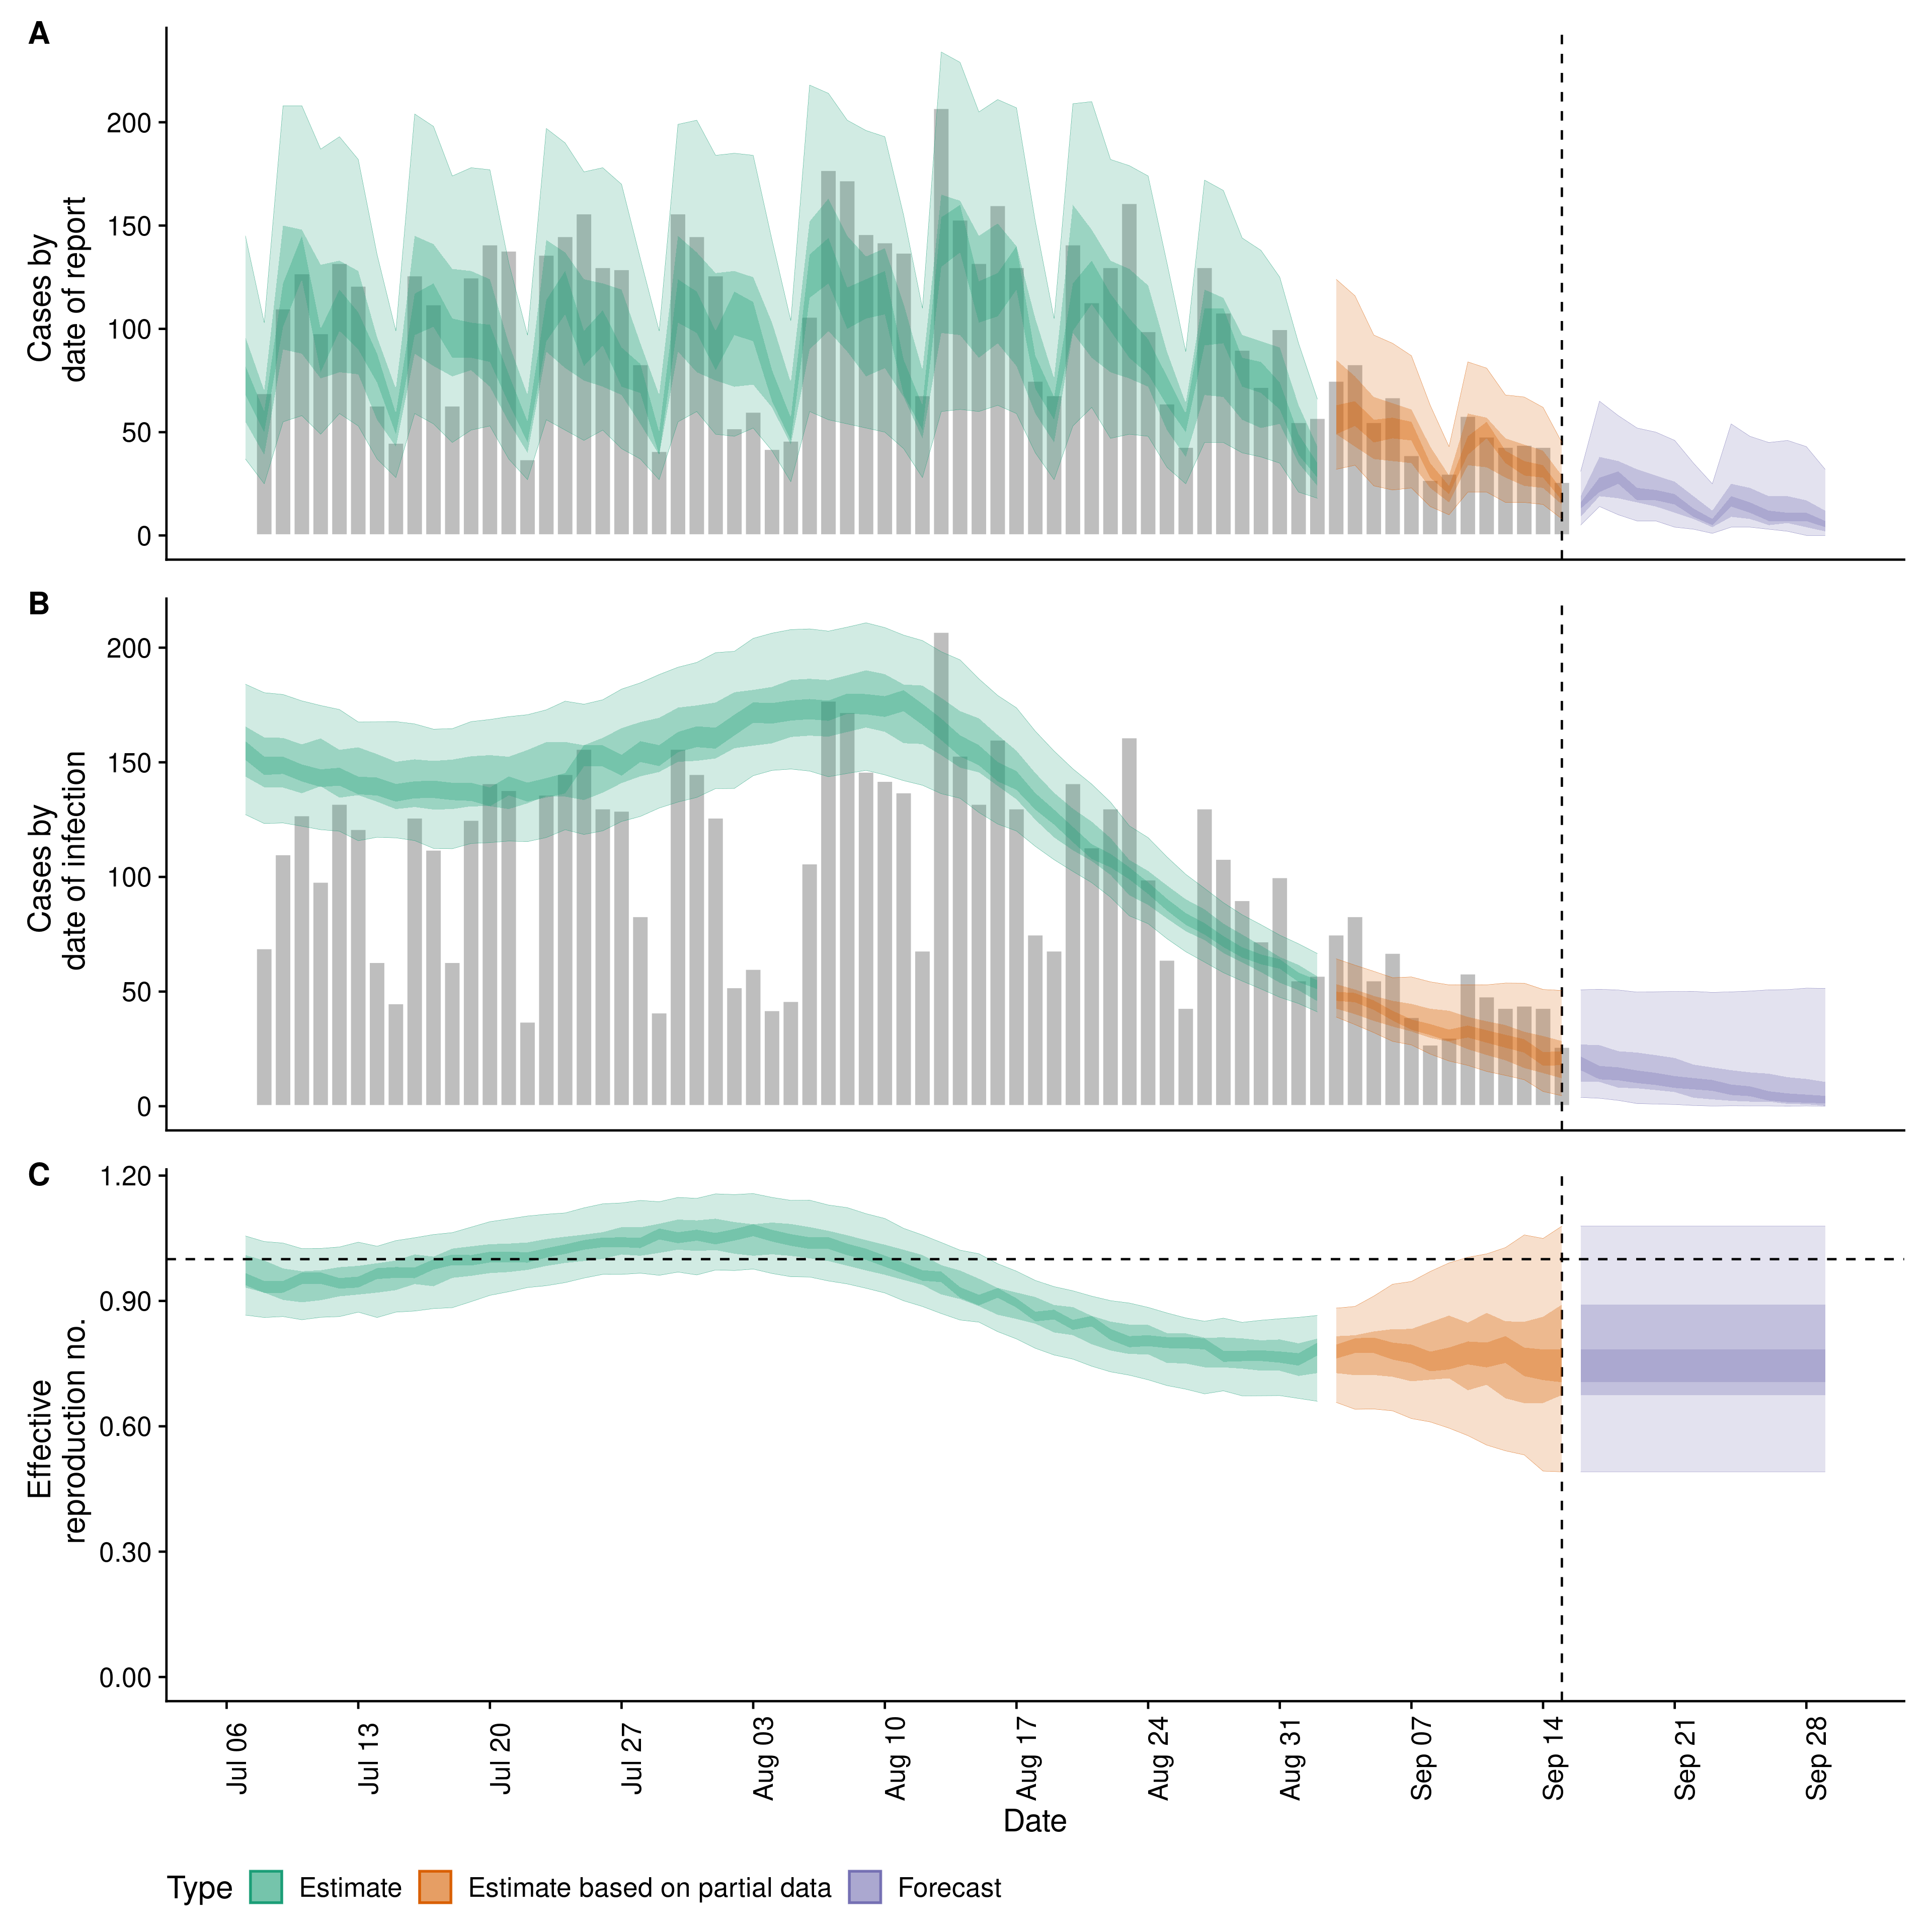 A
Cases by
date of report
200
150
100
50
0
B
Cases by
date of infection
200
150
100
50
0
C
Effective
reproduction no.
1.20
0.90
0.60
0.30
0.00
Jul 06
Jul 13
Jul 20
Jul 27
Aug 03
Aug 10
Aug 17
Aug 24
Aug 31
Sep 07
Sep 14
Sep 21
Sep 28
Date
Type Estimate Estimate based on partial data Forecast